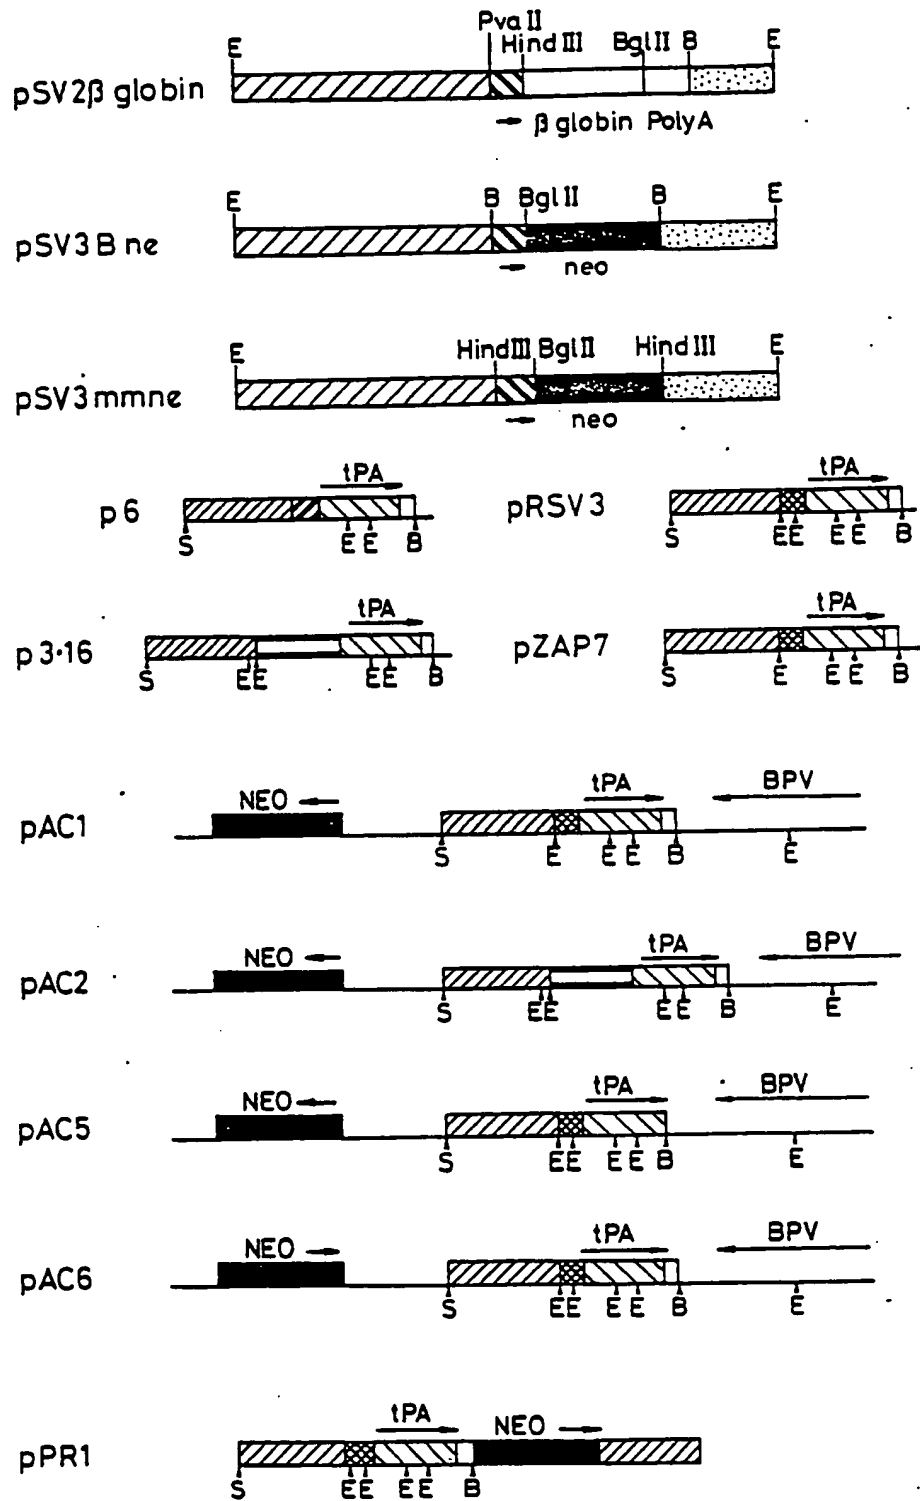 Pva II
E Hind III Bgl II B E
pSV2β globin
β globin PolyA
E B Bgl II B E
pSV3 B ne
neo
E Hind III Bgl II Hind III E
pSV3 mmne
neo
tPA tPA
p6 pRSV3
S E E B S E E E E B
tPA tPA
p3·16 pZAP7
S E E E E B S E E E B
NEO tPA BPV
pAC1
S E E E B E
NEO tPA BPV
pAC2
S E E E E B E
NEO tPA BPV
pAC5
S E E E E B E
NEO tPA BPV
pAC6
S E E E E B E
tPA NEO
pPR1
S E E E E B